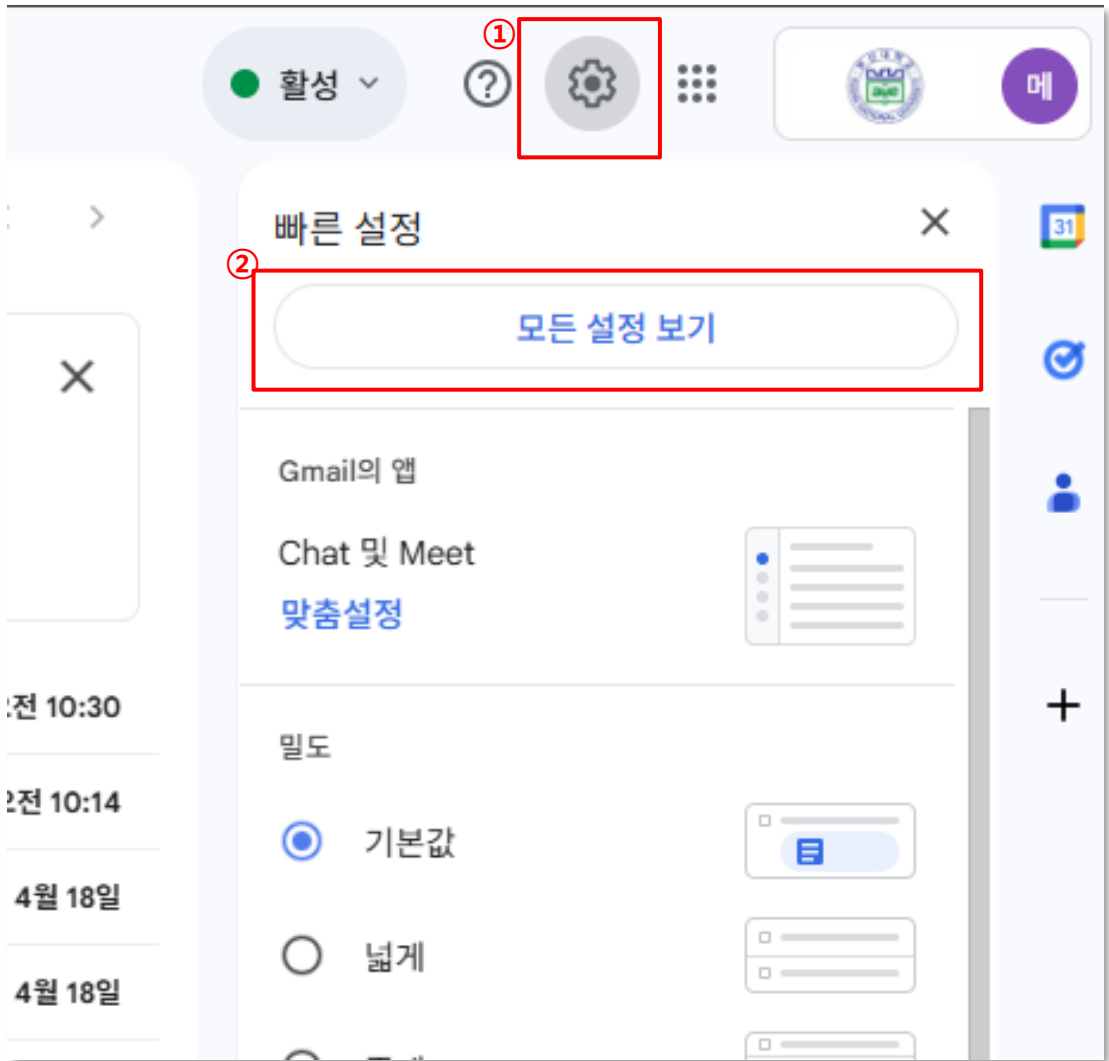 ①
활성
메
빠른 설정
31
②
모든 설정 보기
Gmail의 앱
Chat 및 Meet
맞춤설정
10:30
밀도
10:14
기본값
4월 18일
넓게
4월 18일